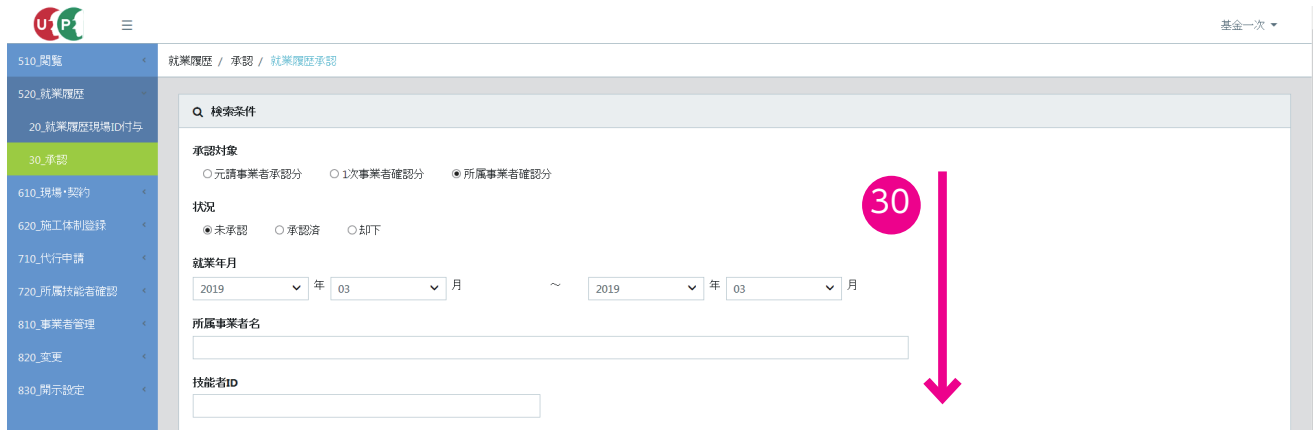 U P
基金一次
510_閲覧
520_就業履歴
20_就業履歴現場ID付与
30_承認
610_現場・契約
620_施工体制登録
710_代行申請
720_所属技能者確認
810_事業者管理
820_変更
830_開示設定
就業履歴 / 承認 / 就業履歴承認
検索条件
承認対象
元請事業者承認分 1次事業者確認分 所属事業者確認分
状況
未承認 承認済 却下
就業年月
2019 年 03 月 ～ 2019 年 03 月
所属事業者名
技能者ID
30